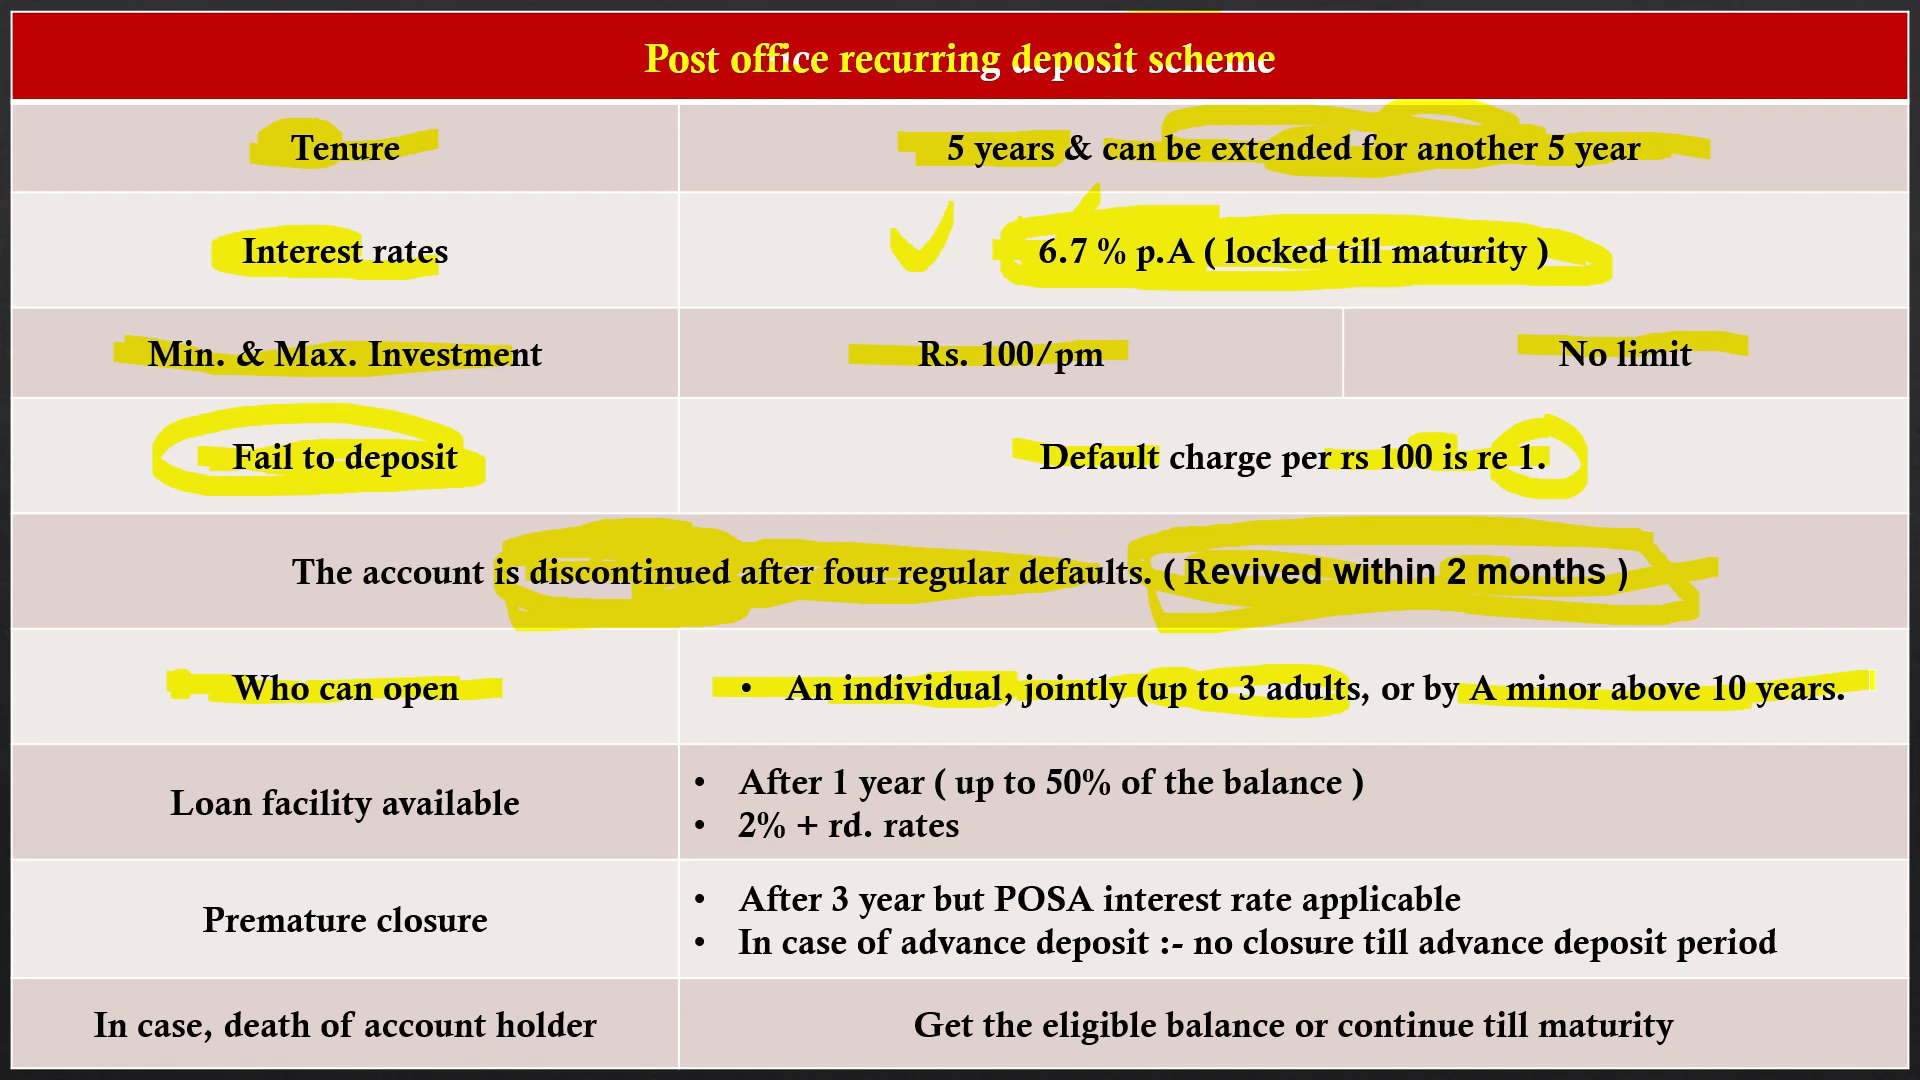 Post office recurring deposit scheme
Tenure
5 years & can be extended for another 5 year
Interest rates
6.7 % p.A ( locked till maturity )
Min. & Max. Investment
Rs. 100/pm
No limit
Fail to deposit
Default charge per rs 100 is re 1.
The account is discontinued after four regular defaults. ( Revived within 2 months )
Who can open
• An individual, jointly (up to 3 adults, or by A minor above 10 years.
Loan facility available
• After 1 year ( up to 50% of the balance )
• 2% + rd. rates
Premature closure
• After 3 year but POSA interest rate applicable
• In case of advance deposit :- no closure till advance deposit period
In case, death of account holder
Get the eligible balance or continue till maturity